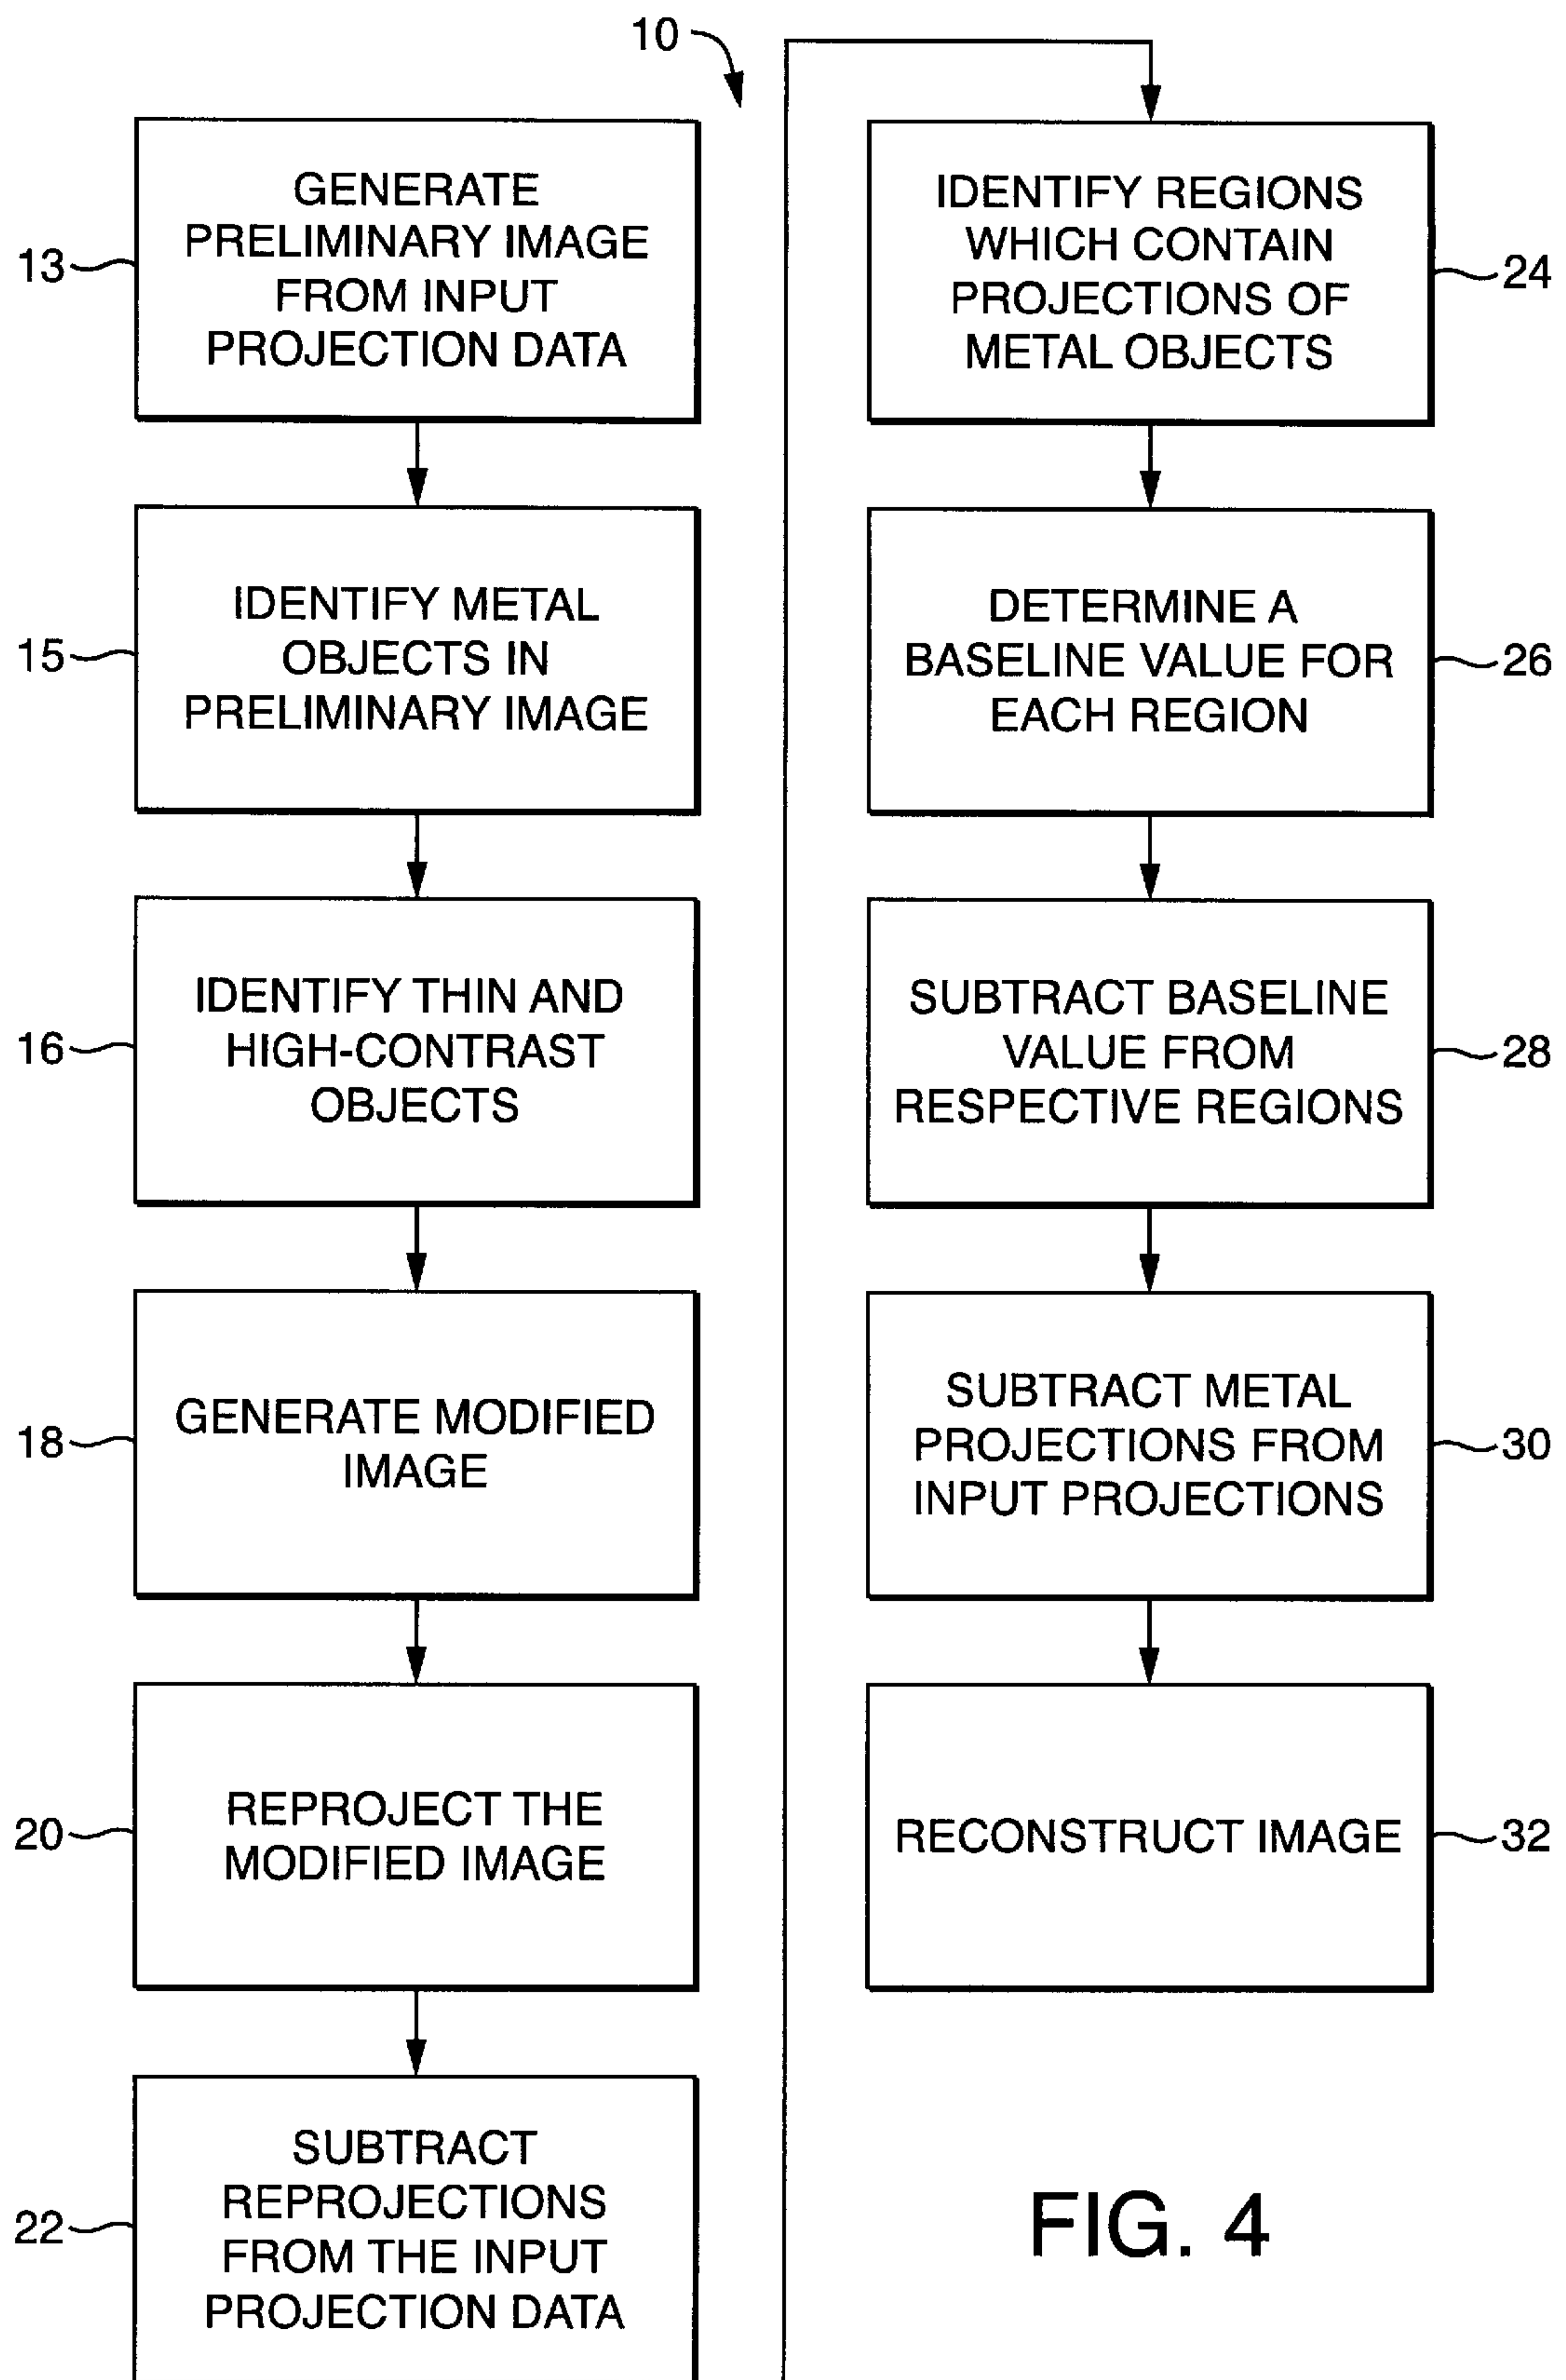 10
13
GENERATE
PRELIMINARY IMAGE
FROM INPUT
PROJECTION DATA
15
IDENTIFY METAL
OBJECTS IN
PRELIMINARY IMAGE
16
IDENTIFY THIN AND
HIGH-CONTRAST
OBJECTS
18
GENERATE MODIFIED
IMAGE
20
REPROJECT THE
MODIFIED IMAGE
22
SUBTRACT
REPROJECTIONS
FROM THE INPUT
PROJECTION DATA
IDENTIFY REGIONS
WHICH CONTAIN
PROJECTIONS OF
METAL OBJECTS
24
DETERMINE A
BASELINE VALUE FOR
EACH REGION
26
SUBTRACT BASELINE
VALUE FROM
RESPECTIVE REGIONS
28
SUBTRACT METAL
PROJECTIONS FROM
INPUT PROJECTIONS
30
RECONSTRUCT IMAGE
32
FIG. 4